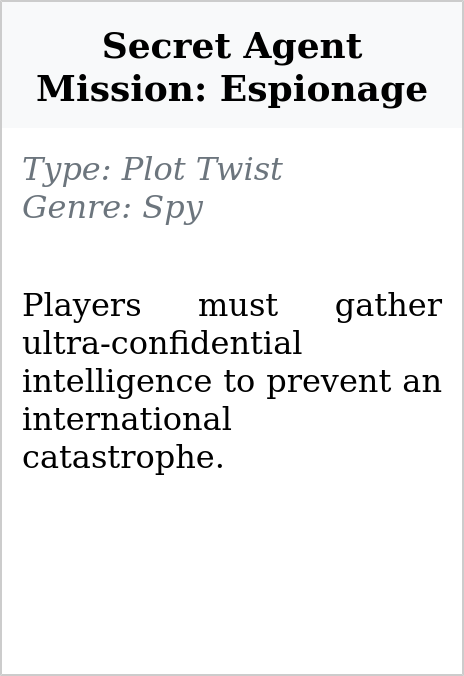 Secret Agent
Mission: Espionage
Type: Plot Twist
Genre: Spy
Players must gather
ultra-confidential
intelligence to prevent an
international
catastrophe.